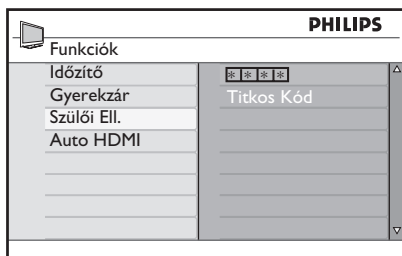 PHILIPS
Funkciók
Időzítő
****
Gyerekzár
Titkos Kód
Szülői Ell.
Auto HDMI